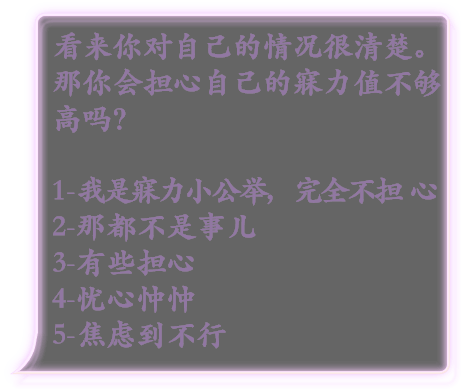 看来你对自己的情况很清楚。
那你会担心自己的寐力值不够
高吗?
1-我是寐力小公举, 完全不担心
2-那都不是事儿
3-有些担心
4-忧心忡忡
5-焦虑到不行